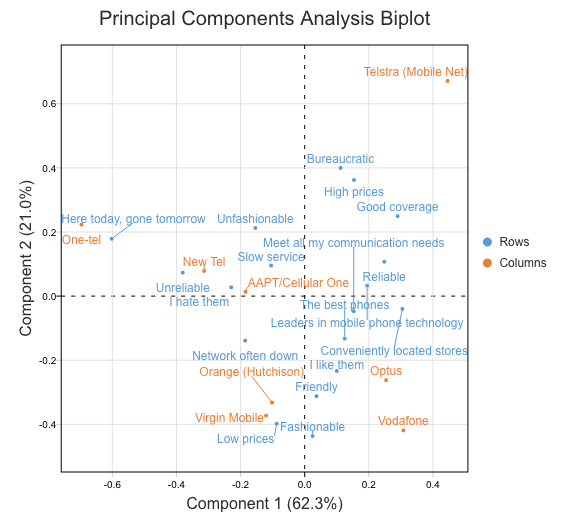 Principal Components Analysis Biplot
Telstra (Mobile Net)
0.6
Bureaucratic
0.4
High prices
Good coverage
Here today, gone tomorrow
Unfashionable
0.2
One-tel
Meet all my communication needs
New Tel
Slow service
Reliable
AAPT/Cellular One
Unreliable
I hate them
The best phones
0.0
Leaders in mobile phone technology
Conveniently located stores
Network often down
-0.2
I like them
Orange (Hutchison)
Optus
Friendly
Virgin Mobile
Vodafone
-0.4
Fashionable
Low prices
-0.6
-0.4
-0.2
0.0
0.2
0.4
Component 1 (62.3%)
Component 2 (21.0%)
Rows
Columns